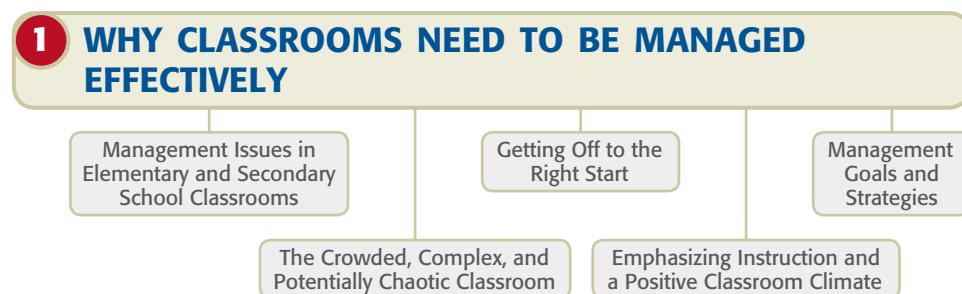 1 WHY CLASSROOMS NEED TO BE MANAGED
EFFECTIVELY
Management Issues in
Elementary and Secondary
School Classrooms
Getting Off to the
Right Start
Management
Goals and
Strategies
The Crowded, Complex, and
Potentially Chaotic Classroom
Emphasizing Instruction and
a Positive Classroom Climate